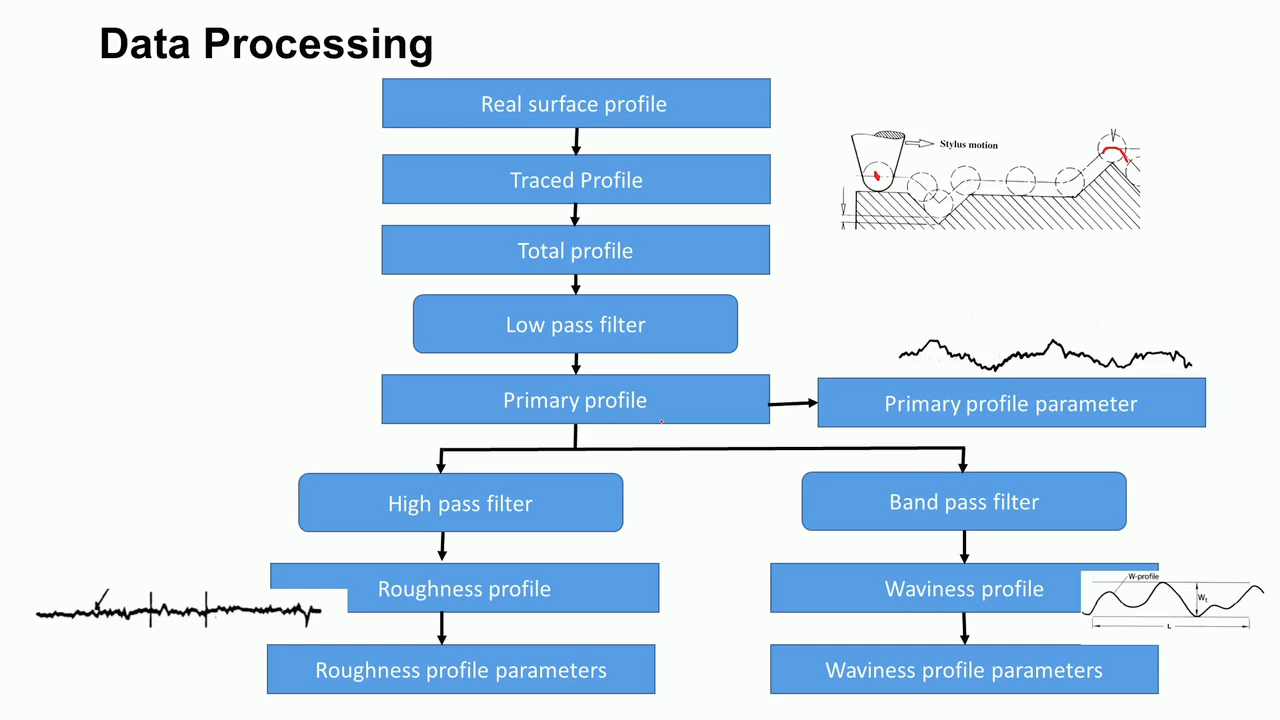 Data Processing
Real surface profile
Traced Profile
Stylus motion
Total profile
Low pass filter
Primary profile
Primary profile parameter
High pass filter
Band pass filter
Roughness profile
Waviness profile
W-profile
Wt
L
Roughness profile parameters
Waviness profile parameters